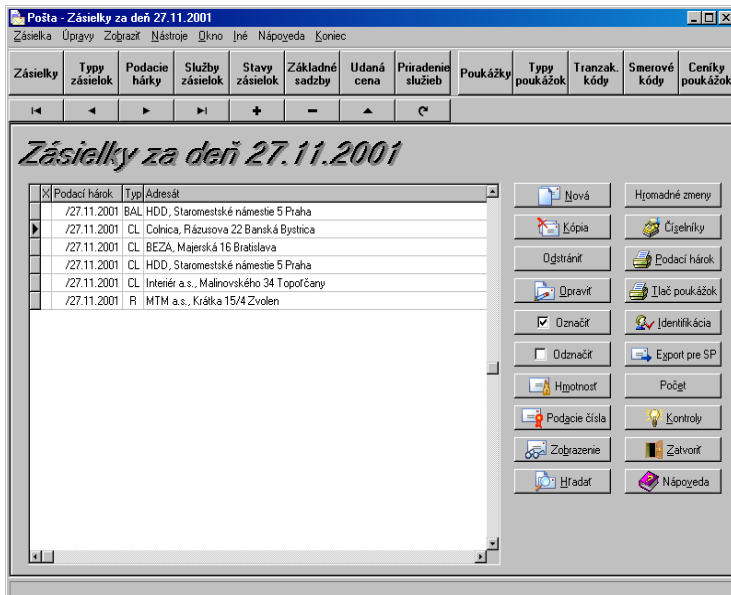 Pošta - Zásielky za deň 27.11.2001
Zásielka Úpravy Zobraziť Nástroje Okno Iné Nápoveda Koniec
Zásielky Typy zásielok Podacie hárky Služby zásielok Stavy zásielok Základné sadzby Udaná cena Priradenie služieb Poukážky Typy poukážok Tranzak. kódy Smerové kódy Ceníky poukážok
Zásielky za deň 27.11.2001
X Podací hárok Typ Adresát
/27.11.2001 BAL HDD, Staromestské námestie 5 Praha
/27.11.2001 CL Colnica, Rázusova 22 Banská Bystrica
/27.11.2001 CL BEZA, Majerská 16 Bratislava
/27.11.2001 CL HDD, Staromestské námestie 5 Praha
/27.11.2001 CL Interiér a.s., Malinovského 34 Topoľčany
/27.11.2001 R MTM a.s., Krátka 15/4 Zvolen
Nová Hromadné zmeny
Kópia Číselníky
Odstrániť Podací hárok
Opraviť Tlač poukážok
Označiť Identifikácia
Odznačiť Export pre SP
Hmotnosť Počet
Podacie čísla Kontroly
Zobrazenie Zatvoriť
Hľadať Nápoveda